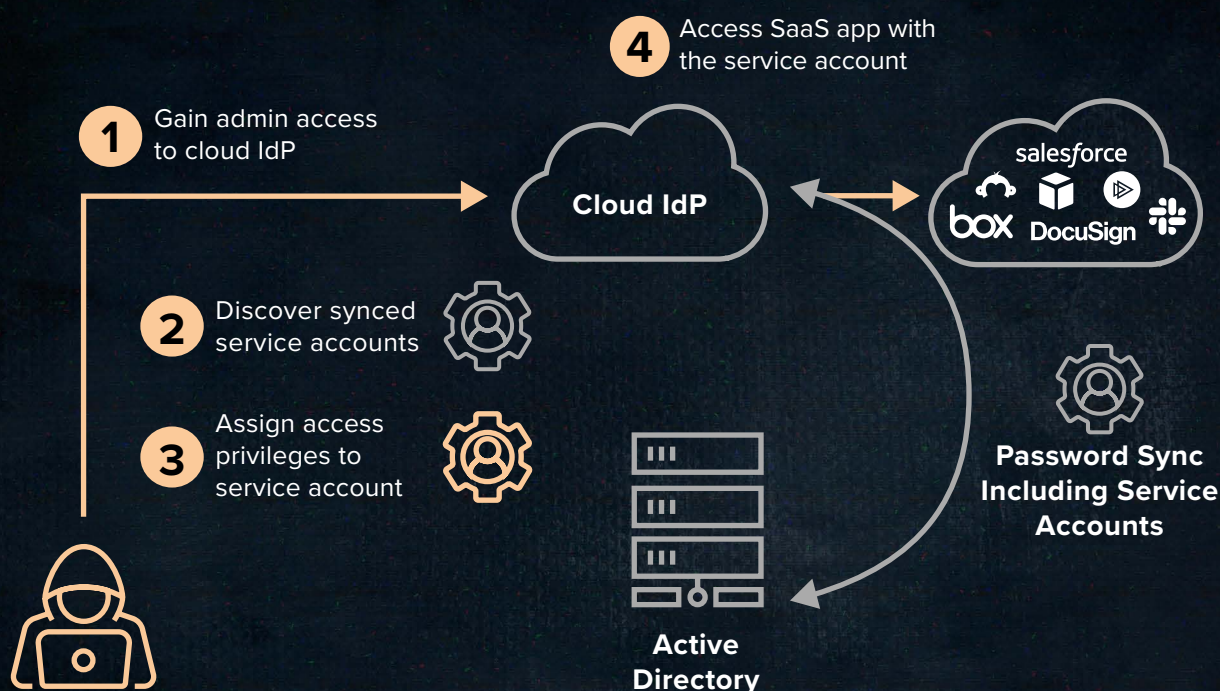 4
Access SaaS app with
the service account
1
Gain admin access
to cloud IdP
Cloud IdP
salesforce
box
DocuSign
2
Discover synced
service accounts
3
Assign access
privileges to
service account
Password Sync
Including Service
Accounts
Active
Directory